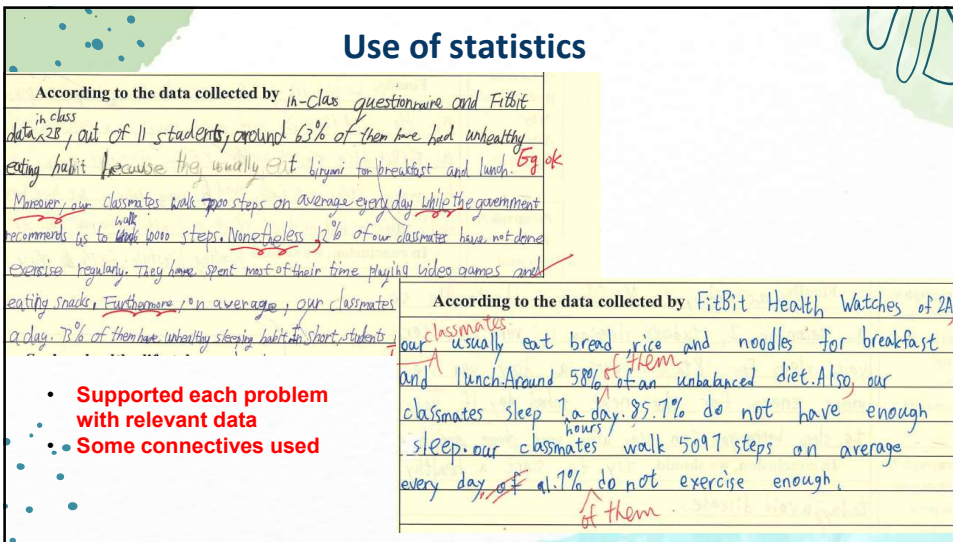 Use of statistics
According to the data collected by in-class questionnaire and Fitbit
in class
data 2B, out of 11 students, around 63% of them have had unhealthy
eating habit because they usually eat biryani for breakfast and lunch. Eg ok
Moreover, our classmates walk 7000 steps on average every day while the government
walk
recommends us to 10000 steps. Nonetheless, 12% of our classmates have not done
exercise regularly. They have spent most of their time playing video games and
eating snacks. Furthermore, on average, our classmates
a day. 73% of them have unhealthy sleeping habit. In short, students
According to the data collected by FitBit Health Watches of 2A,
classmates
our usually eat bread, rice and noodles for breakfast
of them
and lunch. Around 58% of an unbalanced diet. Also, our
classmates sleep 7 a day. 85.7% do not have enough
hours
sleep. our classmates walk 5097 steps on average
every day, of do not exercise enough.
of them.
• Supported each problem
with relevant data
• Some connectives used